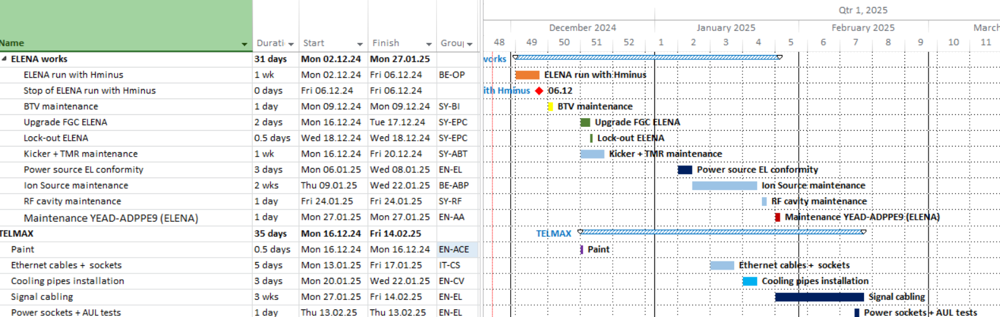 Qtr 1, 2025
December 2024 January 2025 February 2025 March
Name Durati Start Finish Group 48 49 50 51 52 1 2 3 4 5 6 7 8 9 10 11
ELENA works 31 days Mon 02.12.24 Mon 27.01.25 works
ELENA run with Hminus 1 wk Mon 02.12.24 Fri 06.12.24 BE-OP ELENA run with Hminus
Stop of ELENA run with Hminus 0 days Fri 06.12.24 Fri 06.12.24 ith Hminus 06.12
BTV maintenance 1 day Mon 09.12.24 Mon 09.12.24 SY-BI BTV maintenance
Upgrade FGC ELENA 2 days Mon 16.12.24 Tue 17.12.24 SY-EPC Upgrade FGC ELENA
Lock-out ELENA 0.5 days Wed 18.12.24 Wed 18.12.24 SY-EPC Lock-out ELENA
Kicker + TMR maintenance 1 wk Mon 16.12.24 Fri 20.12.24 SY-ABT Kicker + TMR maintenance
Power source EL conformity 3 days Mon 06.01.25 Wed 08.01.25 EN-EL Power source EL conformity
Ion Source maintenance 2 wks Thu 09.01.25 Wed 22.01.25 BE-ABP Ion Source maintenance
RF cavity maintenance 1 day Fri 24.01.25 Fri 24.01.25 SY-RF RF cavity maintenance
Maintenance YEAD-ADPPE9 (ELENA) 1 day Mon 27.01.25 Mon 27.01.25 EN-AA Maintenance YEAD-ADPPE9 (ELENA)
TELMAX 35 days Mon 16.12.24 Fri 14.02.25 TELMAX
Paint 0.5 days Mon 16.12.24 Mon 16.12.24 EN-ACE Paint
Ethernet cables + sockets 5 days Mon 13.01.25 Fri 17.01.25 IT-CS Ethernet cables + sockets
Cooling pipes installation 3 days Mon 20.01.25 Wed 22.01.25 EN-CV Cooling pipes installation
Signal cabling 3 wks Mon 27.01.25 Fri 14.02.25 EN-EL Signal cabling
Power sockets + AUL tests 1 day Thu 13.02.25 Thu 13.02.25 EN-EL Power sockets + AUL tests